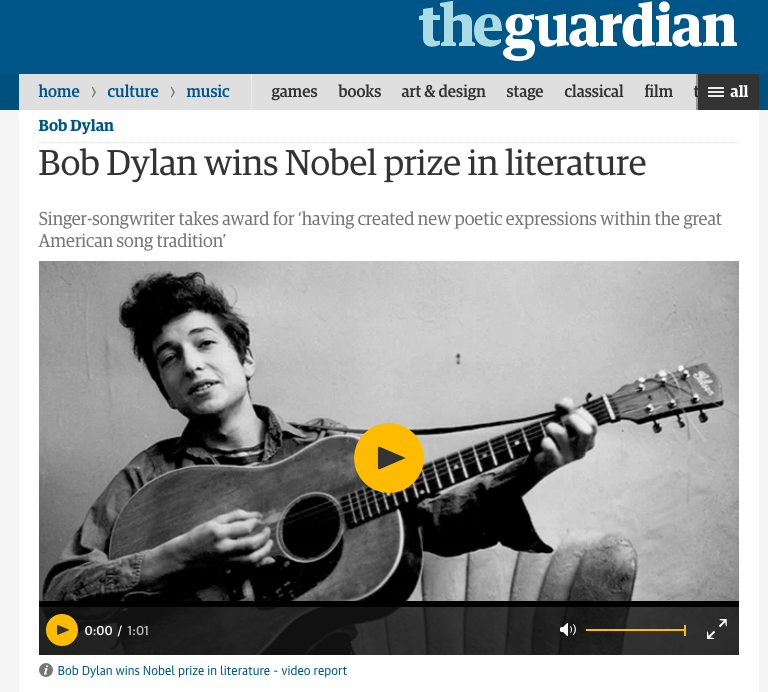 theguardian
home › culture › music games books art & design stage classical film t all
Bob Dylan
Bob Dylan wins Nobel prize in literature
Singer-songwriter takes award for ‘having created new poetic expressions within the great
American song tradition’
Gibson
0:00 / 1:01
i Bob Dylan wins Nobel prize in literature - video report